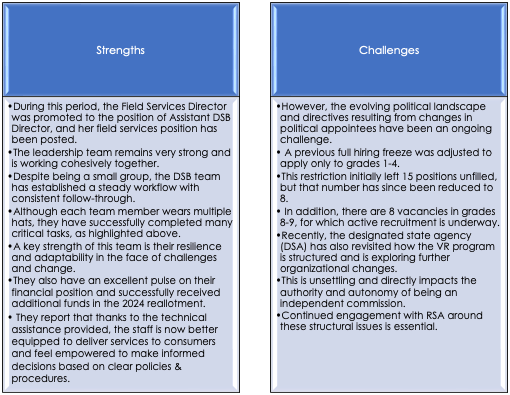 Strengths
•During this period, the Field Services Director
was promoted to the position of Assistant DSB
Director, and her field services position has
been posted.
•The leadership team remains very strong and
is working cohesively together.
•Despite being a small group, the DSB team
has established a steady workflow with
consistent follow-through.
•Although each team member wears multiple
hats, they have successfully completed many
critical tasks, as highlighted above.
•A key strength of this team is their resilience
and adaptability in the face of challenges
and change.
•They also have an excellent pulse on their
financial position and successfully received
additional funds in the 2024 reallotment.
• They report that thanks to the technical
assistance provided, the staff is now better
equipped to deliver services to consumers
and feel empowered to make informed
decisions based on clear policies &
procedures.
Challenges
•However, the evolving political landscape
and directives resulting from changes in
political appointees have been an ongoing
challenge.
• A previous full hiring freeze was adjusted to
apply only to grades 1-4.
•This restriction initially left 15 positions unfilled,
but that number has since been reduced to
8.
• In addition, there are 8 vacancies in grades
8-9, for which active recruitment is underway.
•Recently, the designated state agency
(DSA) has also revisited how the VR program
is structured and is exploring further
organizational changes.
•This is unsettling and directly impacts the
authority and autonomy of being an
independent commission.
•Continued engagement with RSA around
these structural issues is essential.